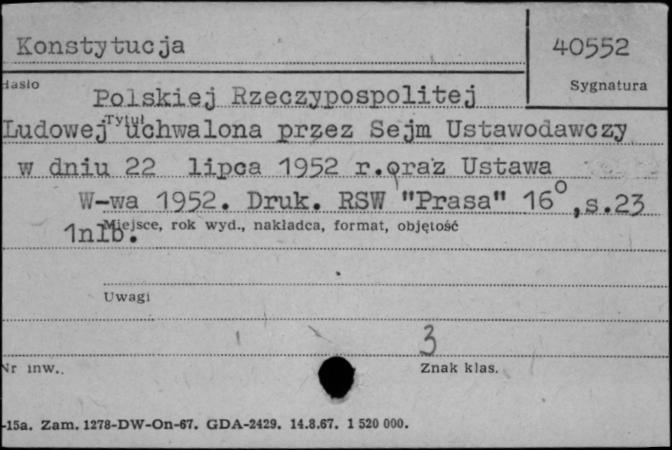 Konstytucja
40552
Hasło
Sygnatura
Polskiej Rzeczypospolitej
Tytuł
Ludowej uchwalona przez Sejm Ustawodawczy
w dniu 22 lipca 1952 r.oraz Ustawa
W-wa 1952. Druk. RSW "Prasa" 16°,s.23
Miejsce, rok wyd., nakładca, format, objętość
1nlb.
Uwagi
3
Nr inw.
Znak klas.
-15a. Zam. 1278-DW-On-67. GDA-2429. 14.8.67. 1 520 000.